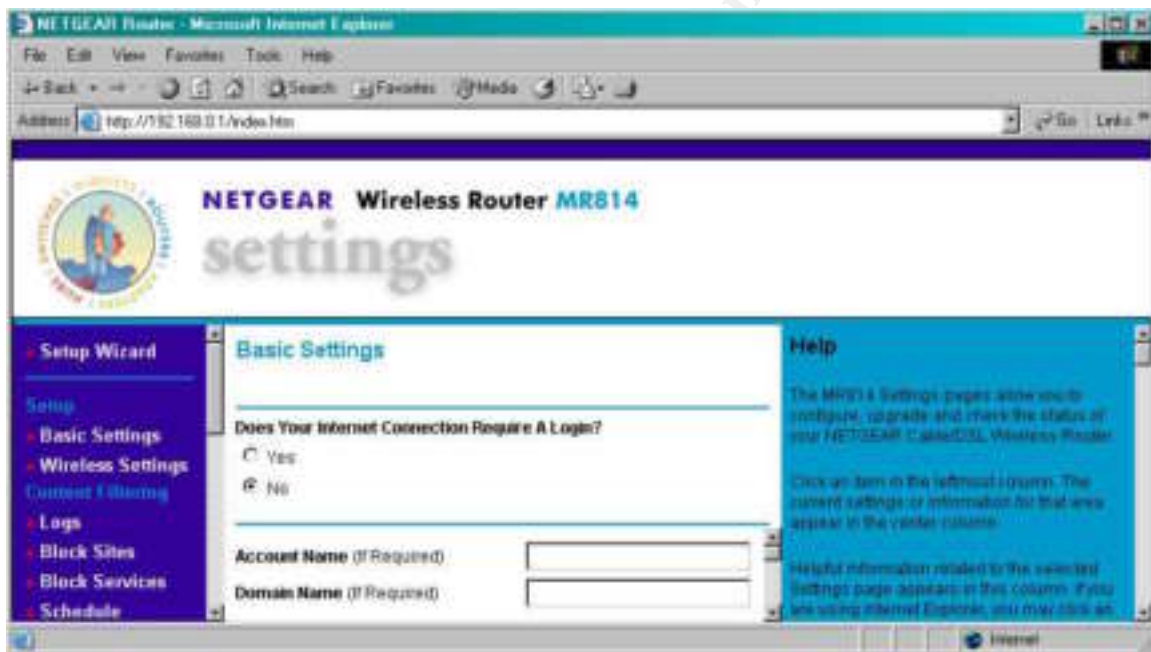 NETGEAR Router - Microsoft Internet Explorer
File Edit View Favorites Tools Help
Back Search Favorites Media
Address http://192.168.0.1/index.htm Go Links »
NETGEAR Wireless Router MR814
settings
Setup Wizard
Setup
Basic Settings
Wireless Settings
Content Filtering
Logs
Block Sites
Block Services
Schedule
Basic Settings
Does Your Internet Connection Require A Login?
Yes
No
Account Name (If Required)
Domain Name (If Required)
Help
The MR814 Settings pages allow you to
configure, upgrade and check the status of
your NETGEAR Cable/DSL Wireless Router.
Click an item in the leftmost column. The
current settings or information for that area
appear in the center column.
Helpful information related to the selected
Settings page appears in this column. If you
are using Internet Explorer, you may click an
Internet